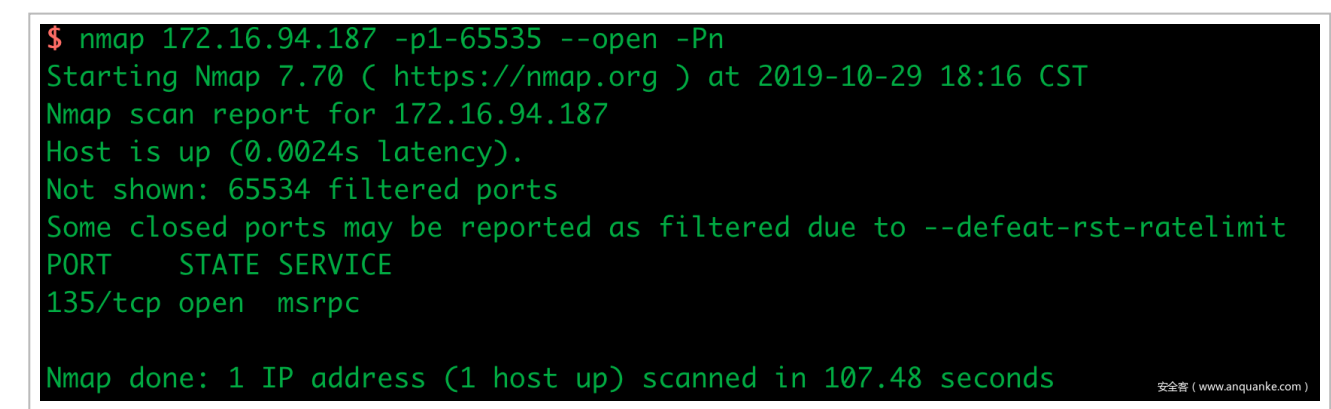 $ nmap 172.16.94.187 -p1-65535 --open -Pn
Starting Nmap 7.70 ( https://nmap.org ) at 2019-10-29 18:16 CST
Nmap scan report for 172.16.94.187
Host is up (0.0024s latency).
Not shown: 65534 filtered ports
Some closed ports may be reported as filtered due to --defeat-rst-ratelimit
PORT    STATE SERVICE
135/tcp open  msrpc
Nmap done: 1 IP address (1 host up) scanned in 107.48 seconds
安全客 ( www.anquanke.com )